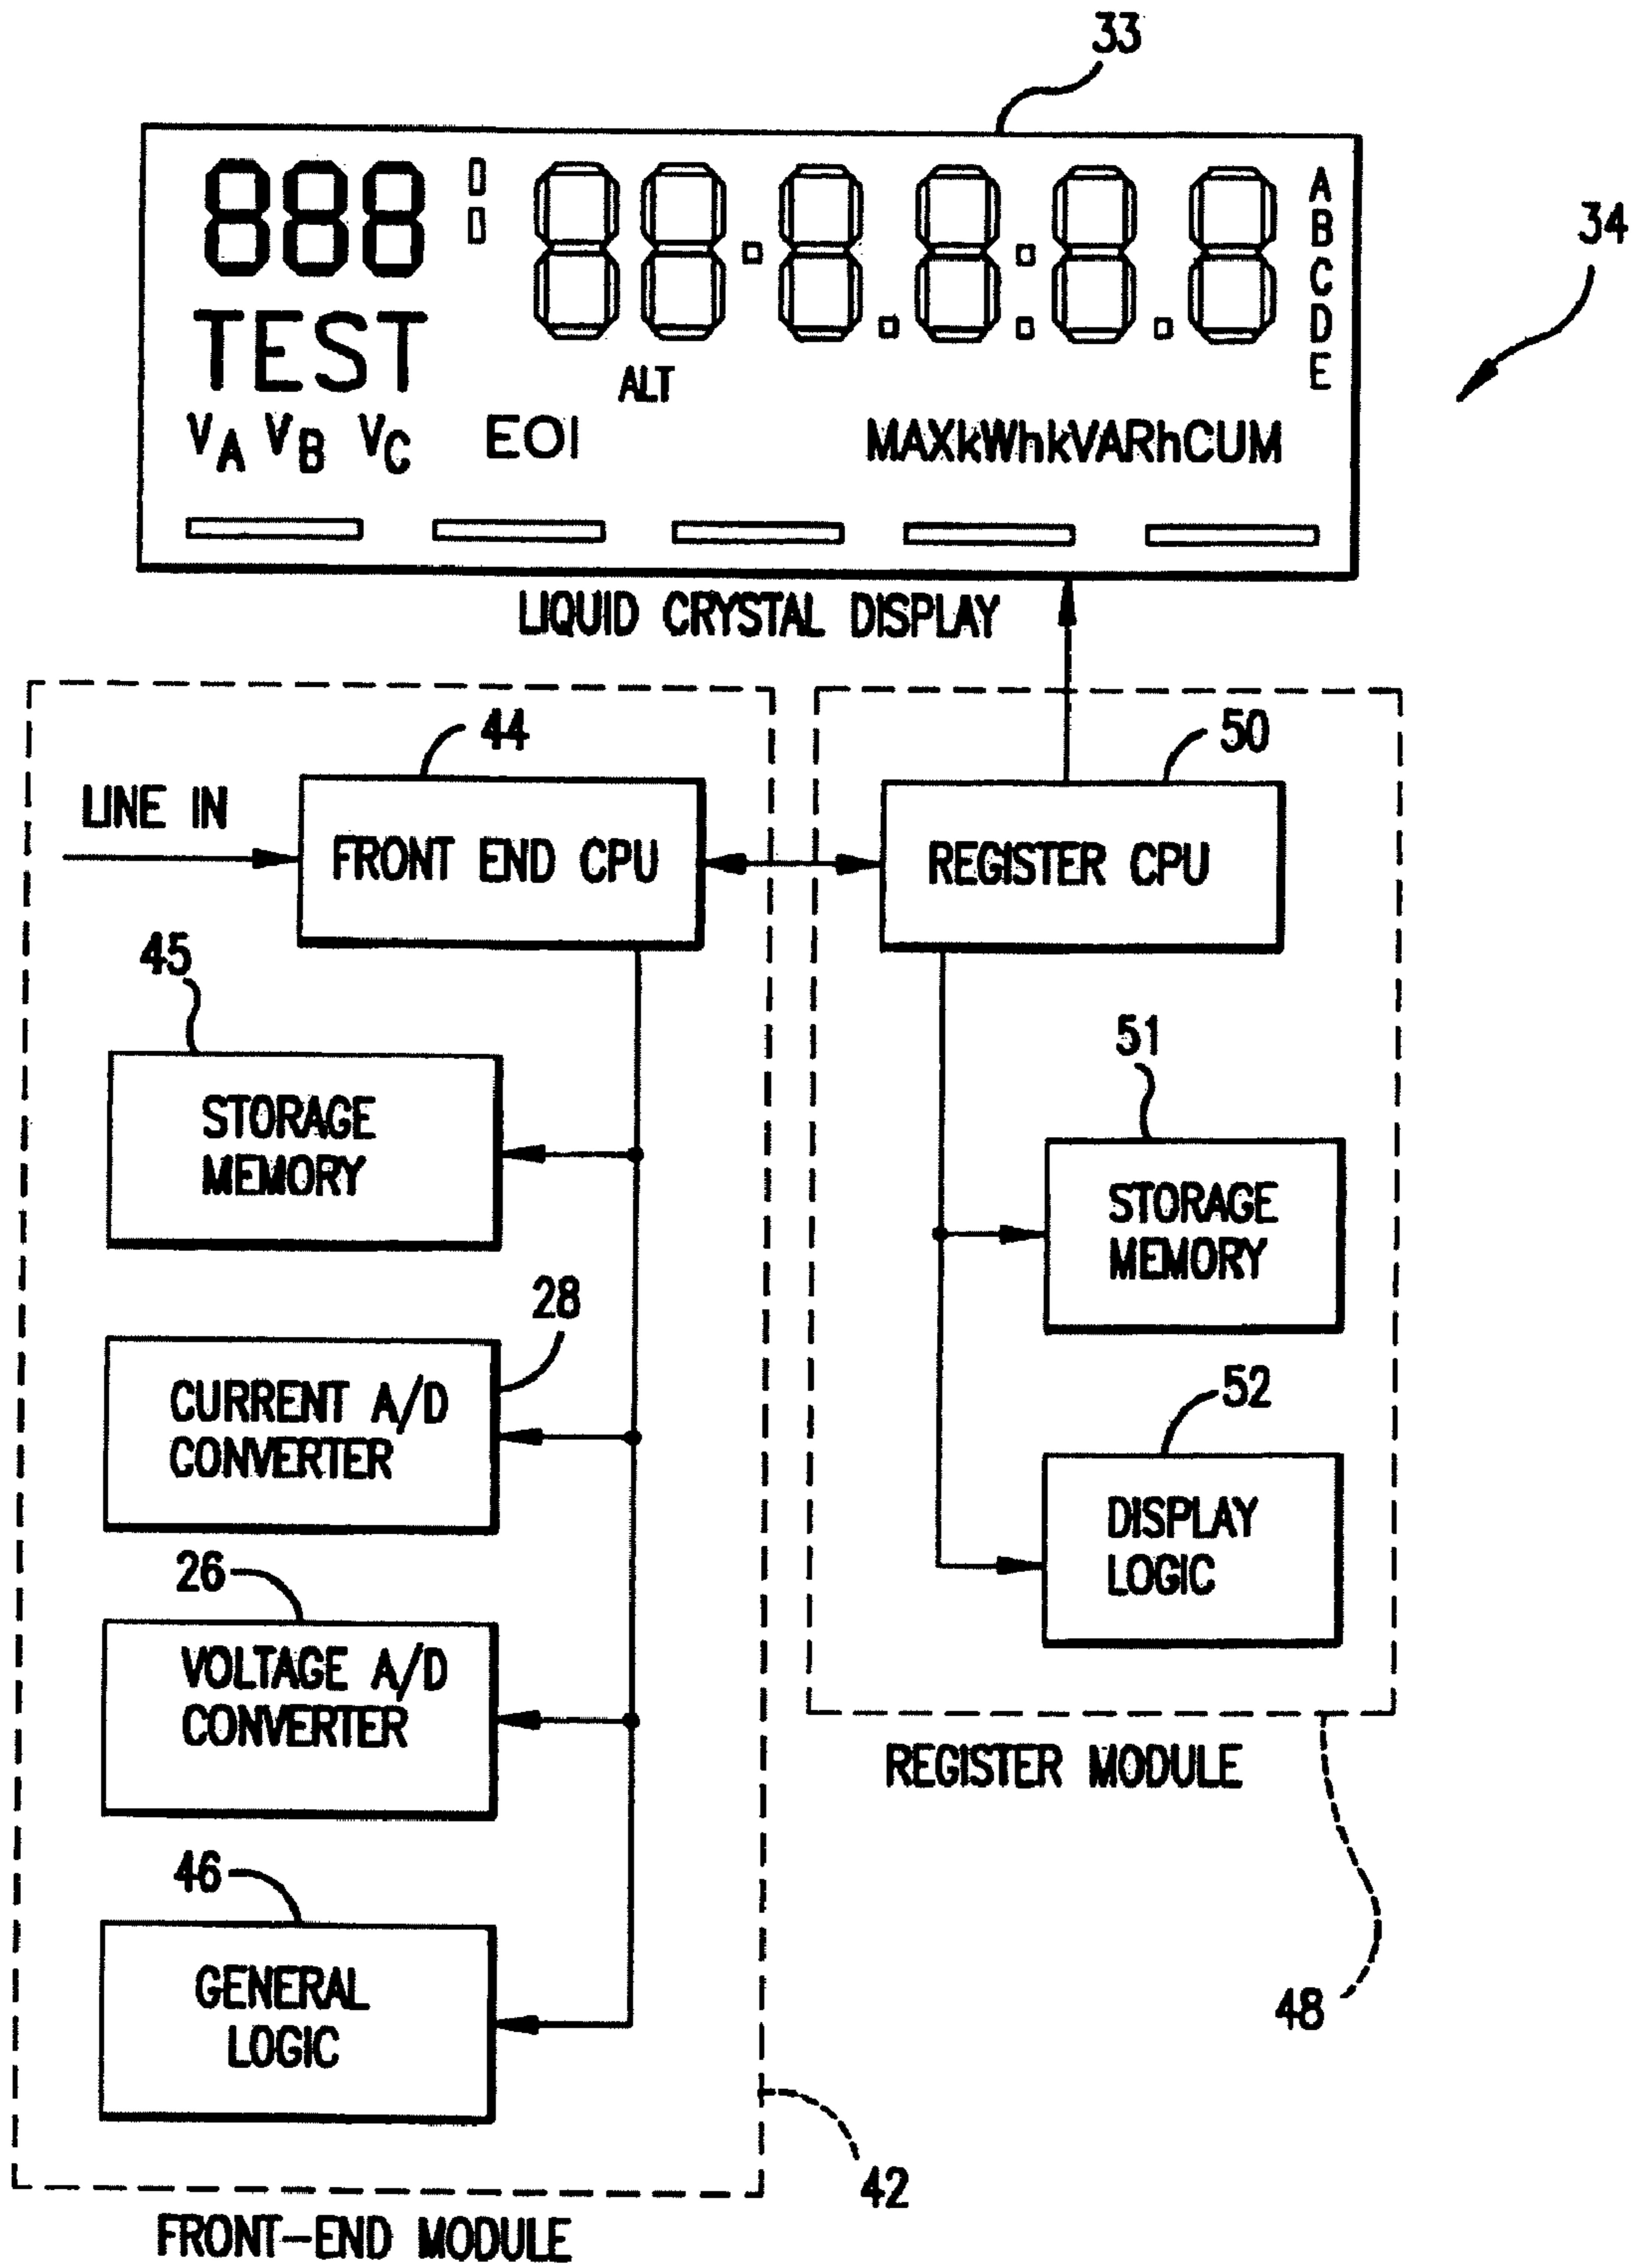 33
888 : 88.8.8:8.8
A
B
C
D
E
34
TEST
ALT
VA VB VC EOI MAXkWhkVARhCUM
LIQUID CRYSTAL DISPLAY
44
50
LINE IN
FRONT END CPU
REGISTER CPU
45
STORAGE
MEMORY
51
STORAGE
MEMORY
28
CURRENT A/D
CONVERTER
52
DISPLAY
LOGIC
26
VOLTAGE A/D
CONVERTER
REGISTER MODULE
46
GENERAL
LOGIC
48
42
FRONT-END MODULE